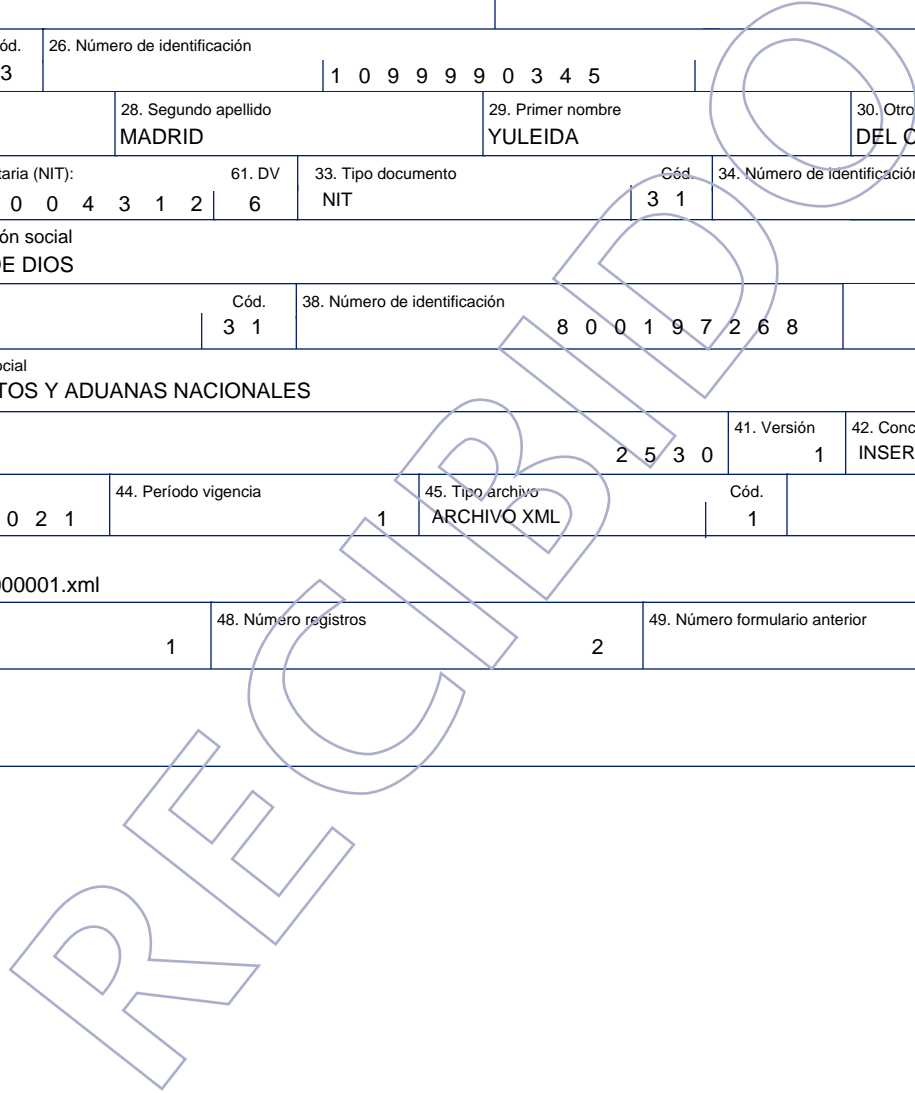 ód. 26. Número de identificación
3 1 0 9 9 9 9 0 3 4 5
28. Segundo apellido 29. Primer nombre 30. Otro
MADRID YULEIDA DEL C
taria (NIT): 61. DV 33. Tipo documento Cód. 34. Número de identificación
0 0 4 3 1 2 6 NIT 3 1
ón social
DE DIOS
Cód. 38. Número de identificación
3 1 8 0 0 1 9 7 2 6 8
ocial
TOS Y ADUANAS NACIONALES
41. Versión 42. Conc
2 5 3 0 1 INSER
44. Período vigencia 45. Tipo archivo Cód.
0 2 1 1 ARCHIVO XML 1
000001.xml
48. Número registros 49. Número formulario anterior
1 2
RECIBIDO